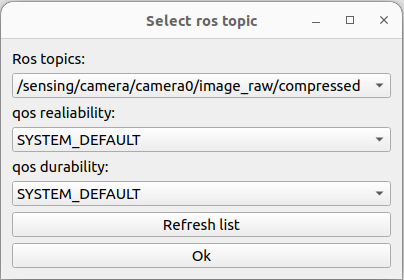 Select ros topic
Ros topics:
/sensing/camera/camera0/image_raw/compressed
qos realiability:
SYSTEM_DEFAULT
qos durability:
SYSTEM_DEFAULT
Refresh list
Ok